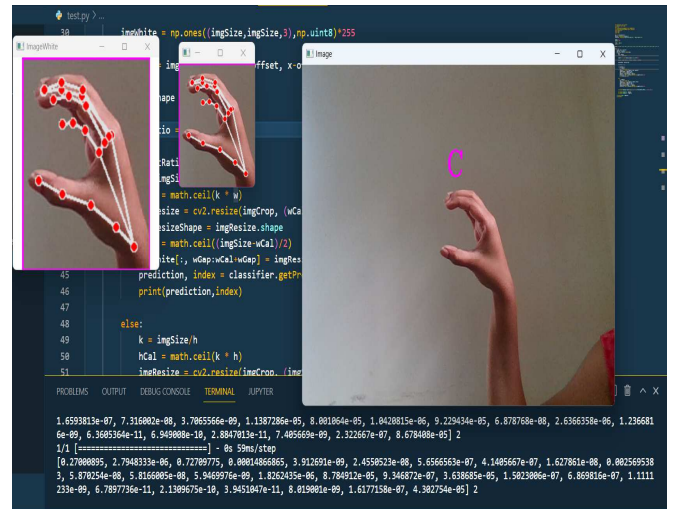 test.py > ...
30 imgWhite = np.ones((imgSize,imgSize,3),np.uint8)*255
ImageWhite
Image
= img
offset, x-o
hape
io =
tRati
mgSi
= math.ceil(k * w)
esize = cv2.resize(imgCrop, (wCa
esizeShape = imgResize.shape
= math.ceil((imgSize-wCal)/2)
hite[:, wGap:wCal+wGap] = imgRes
45 prediction, index = classifier.getPre
46 print(prediction,index)
47
48 else:
49 k = imgSize/h
50 hCal = math.ceil(k * h)
51 imgResize = cv2.resize(imgCrop, (img
C
PROBLEMS OUTPUT DEBUG CONSOLE TERMINAL JUPYTER
1.6593813e-07, 7.316002e-08, 3.7065566e-09, 1.1387286e-05, 8.001064e-05, 1.0420815e-06, 9.229434e-05, 6.878768e-08, 2.6366358e-06, 1.236681
6e-09, 6.3605364e-11, 6.949008e-10, 2.8847013e-11, 7.405669e-09, 2.322667e-07, 8.678408e-05] 2
1/1 [==============================] - 0s 59ms/step
[0.27000895, 2.7948333e-06, 0.72709775, 0.00014866865, 3.912691e-09, 2.4550523e-08, 5.6566563e-07, 4.1405667e-07, 1.627861e-08, 0.002569538
3, 5.870254e-08, 5.8166005e-08, 5.9469976e-09, 1.8262435e-06, 8.784912e-05, 9.346872e-07, 3.638685e-05, 1.5023006e-07, 6.869816e-07, 1.1111
233e-09, 6.7897736e-11, 2.1309675e-10, 3.9451047e-11, 8.019001e-09, 1.6177158e-07, 4.302754e-05] 2